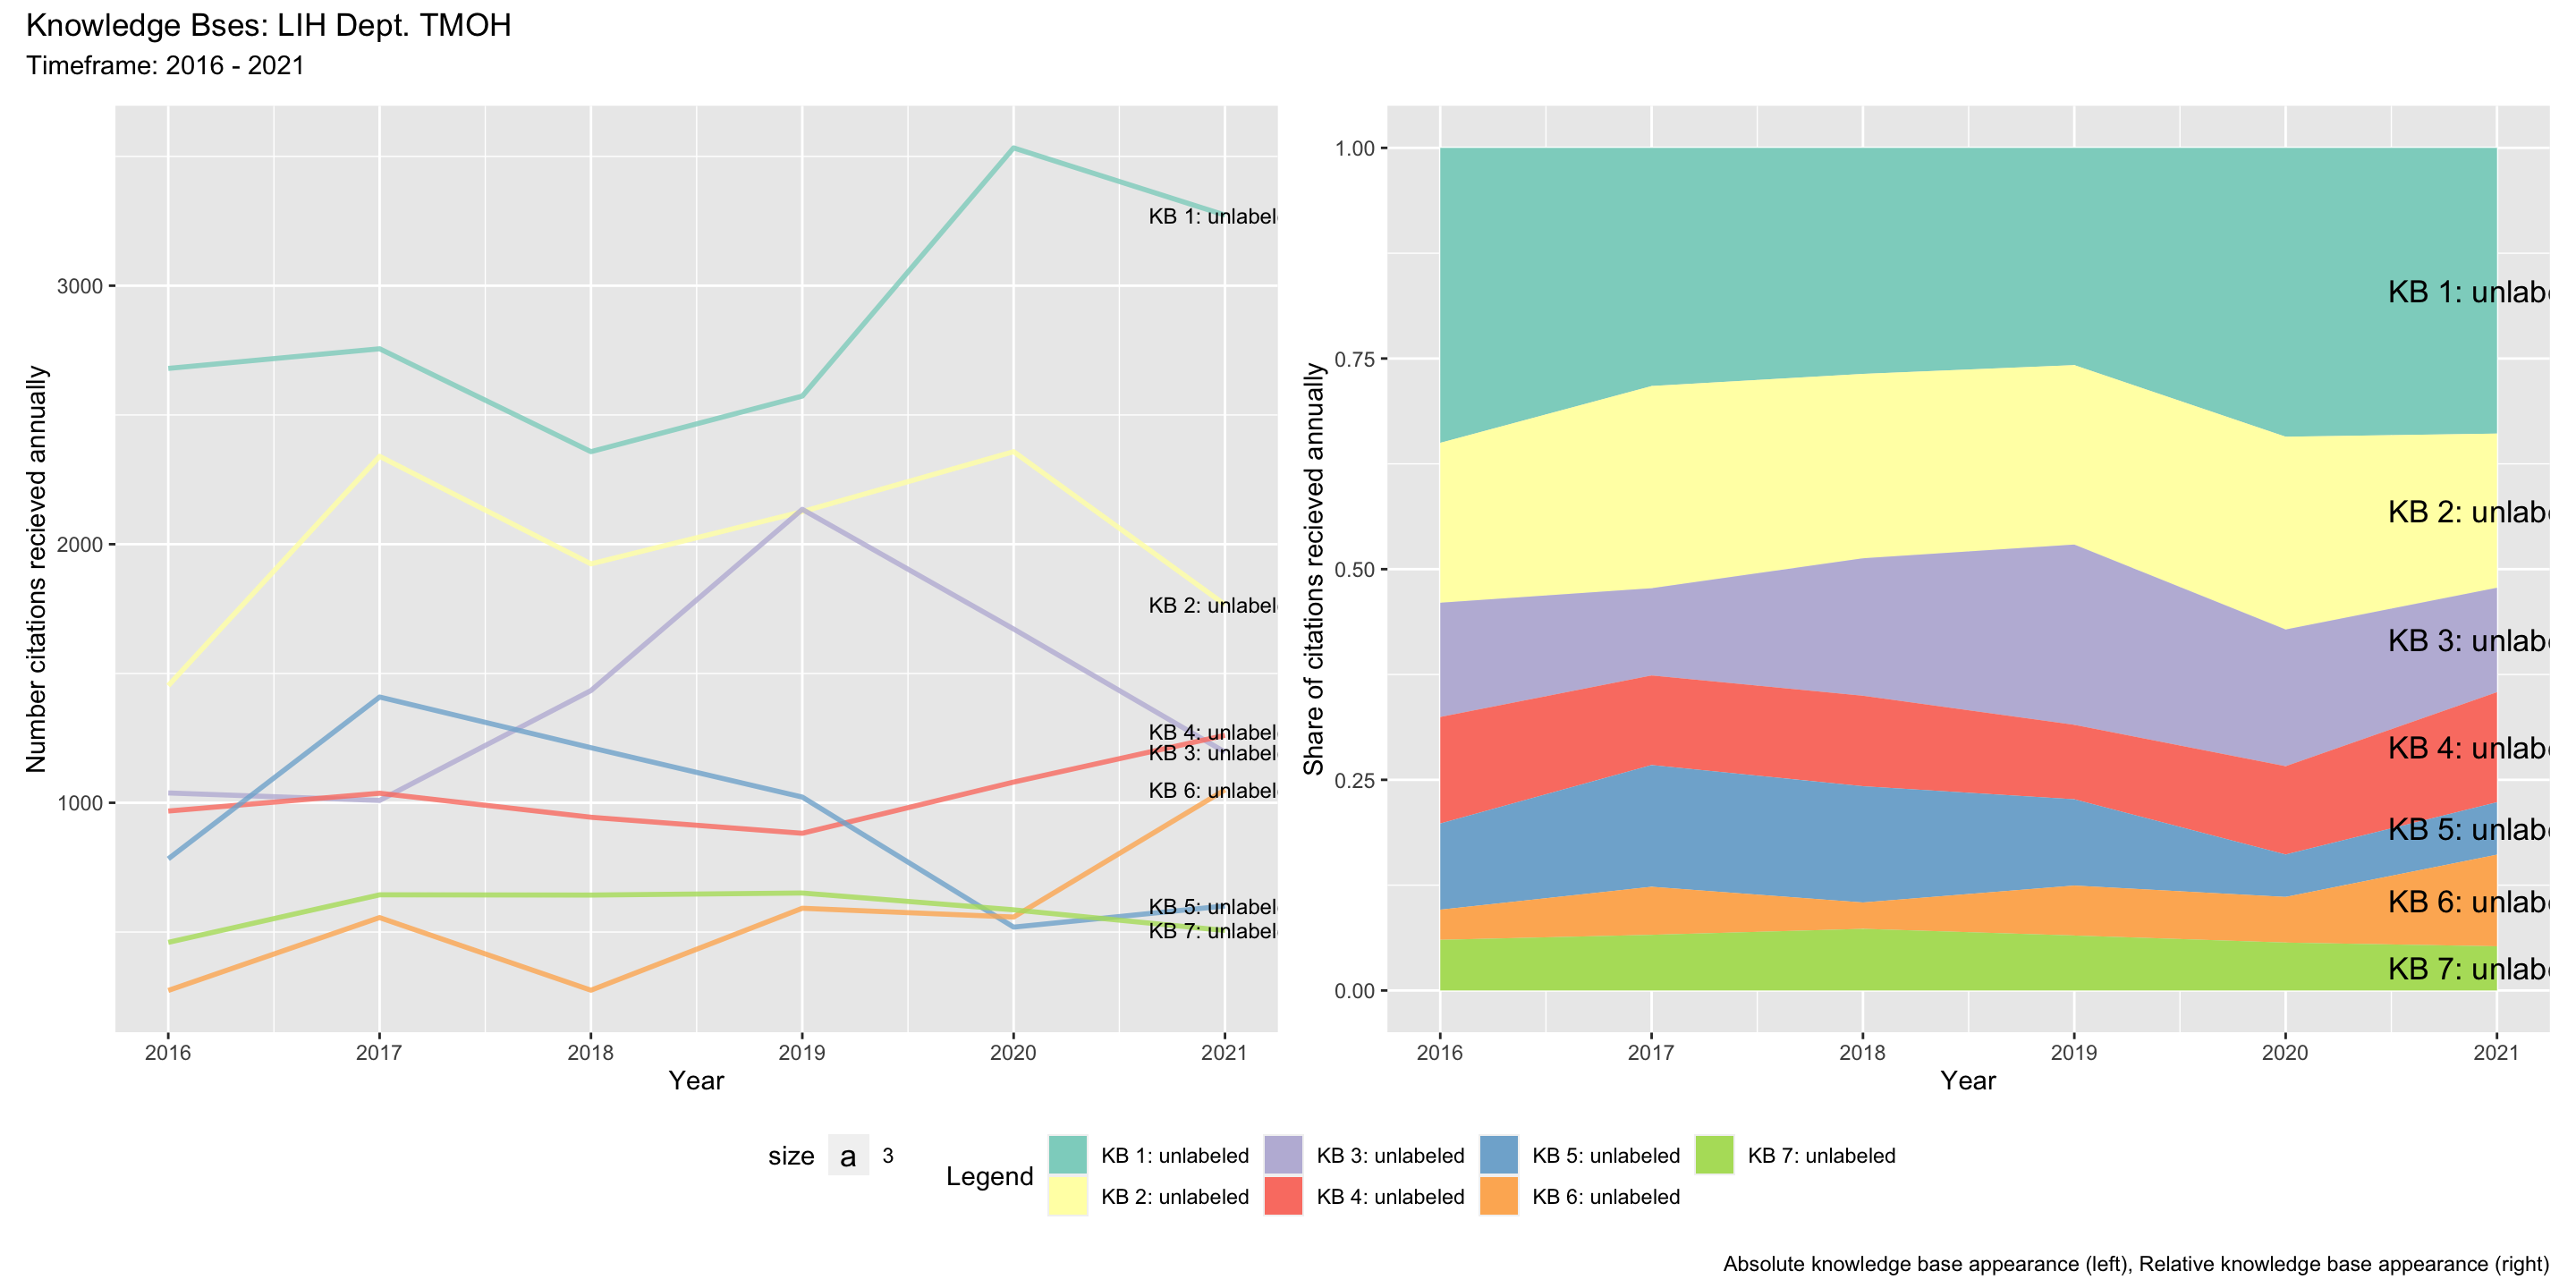 Knowledge Bses: LIH Dept. TMOH
Timeframe: 2016 - 2021
Number citations recieved annually
3000
2000
1000
KB 1: unlabel
KB 2: unlabel
KB 4: unlabel
KB 3: unlabel
KB 6: unlabel
KB 5: unlabel
KB 7: unlabel
2016 2017 2018 2019 2020 2021
Year
Share of citations recieved annually
1.00
0.75
0.50
0.25
0.00
KB 1: unlab
KB 2: unlab
KB 3: unlab
KB 4: unlab
KB 5: unlab
KB 6: unlab
KB 7: unlab
2016 2017 2018 2019 2020 2021
Year
size a 3
Legend
KB 1: unlabeled KB 3: unlabeled KB 5: unlabeled KB 7: unlabeled
KB 2: unlabeled KB 4: unlabeled KB 6: unlabeled
Absolute knowledge base appearance (left), Relative knowledge base appearance (right)